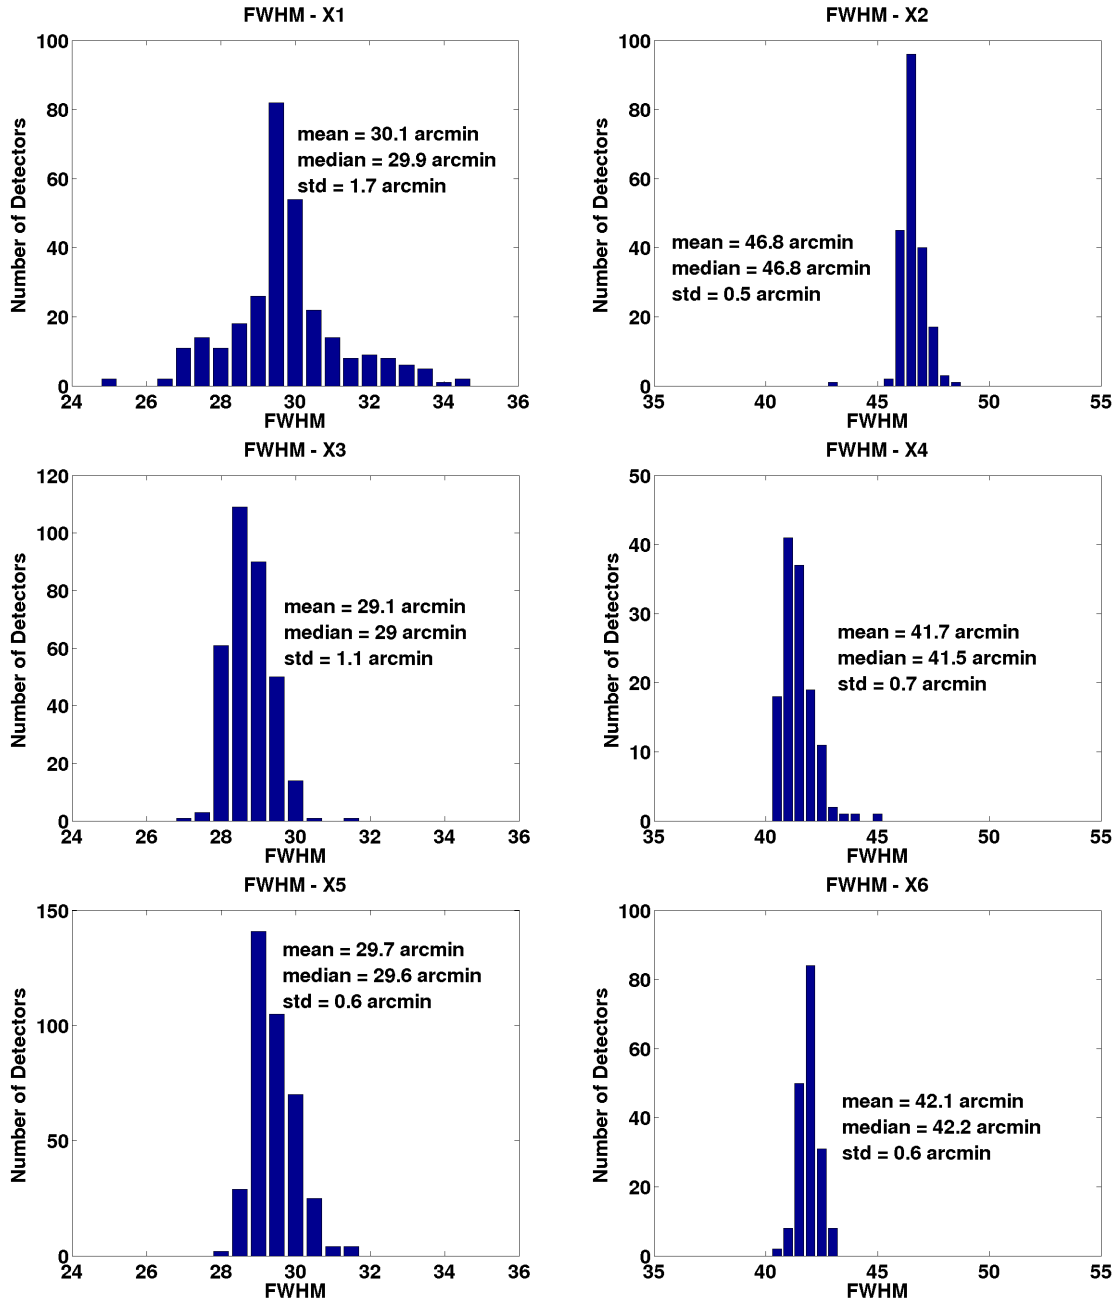 FWHM - X1
100
80
60
40
20
0
Number of Detectors
mean = 30.1 arcmin
median = 29.9 arcmin
std = 1.7 arcmin
24 26 28 30 32 34 36
FWHM
FWHM - X2
100
80
60
40
20
0
Number of Detectors
mean = 46.8 arcmin
median = 46.8 arcmin
std = 0.5 arcmin
35 40 45 50 55
FWHM
FWHM - X3
120
100
80
60
40
20
0
Number of Detectors
mean = 29.1 arcmin
median = 29 arcmin
std = 1.1 arcmin
24 26 28 30 32 34 36
FWHM
FWHM - X4
50
40
30
20
10
0
Number of Detectors
mean = 41.7 arcmin
median = 41.5 arcmin
std = 0.7 arcmin
35 40 45 50 55
FWHM
FWHM - X5
150
100
50
0
Number of Detectors
mean = 29.7 arcmin
median = 29.6 arcmin
std = 0.6 arcmin
24 26 28 30 32 34 36
FWHM
FWHM - X6
100
80
60
40
20
0
Number of Detectors
mean = 42.1 arcmin
median = 42.2 arcmin
std = 0.6 arcmin
35 40 45 50 55
FWHM